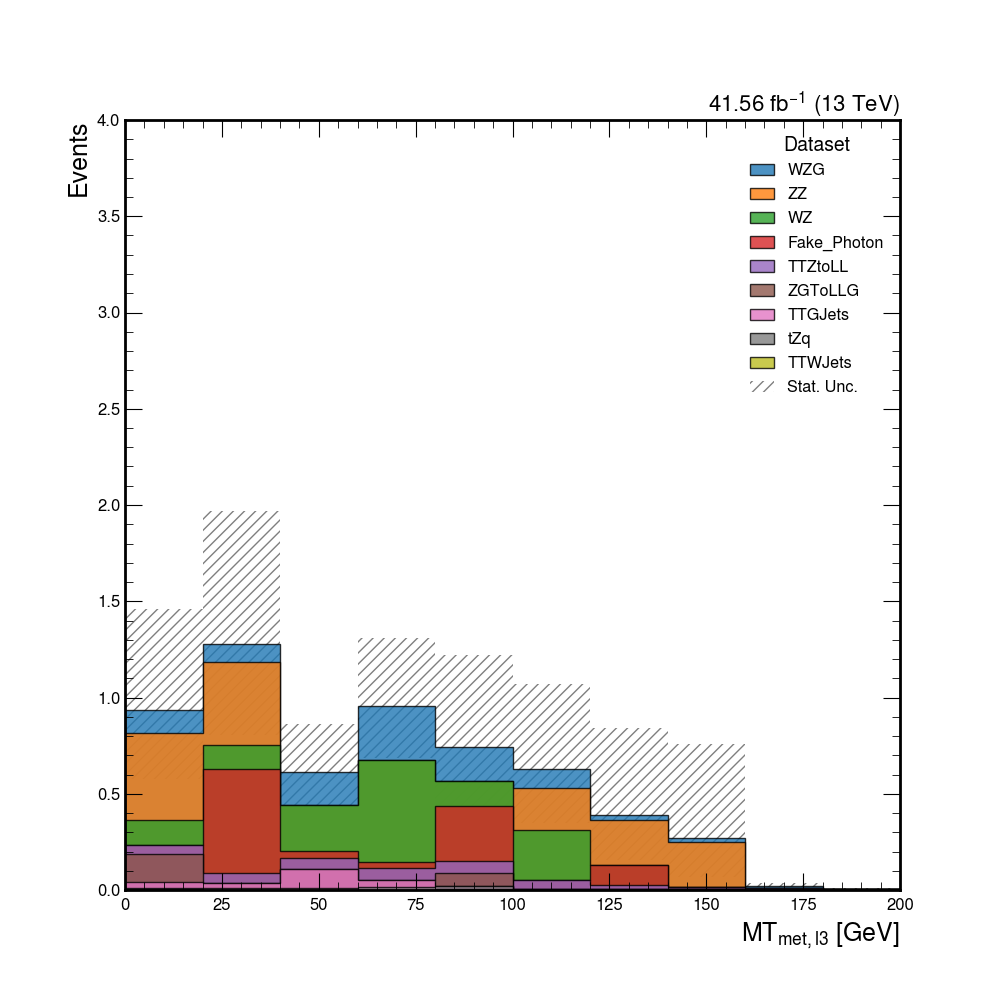 41.56 fb⁻¹ (13 TeV)
Events
4.0
3.5
3.0
2.5
2.0
1.5
1.0
0.5
0.0
Dataset
WZG
ZZ
WZ
Fake_Photon
TTZtoLL
ZGToLLG
TTGJets
tZq
TTWJets
Stat. Unc.
0 25 50 75 100 125 150 175 200
MT_met, l3 [GeV]